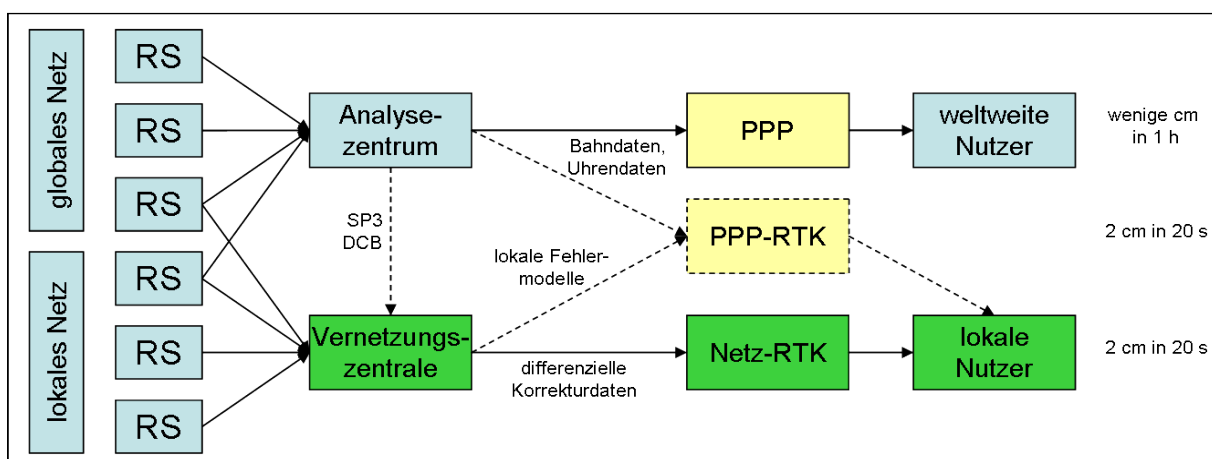 globales Netz
lokales Netz
RS
RS
RS
RS
RS
RS
Analyse-
zentrum
SP3
DCB
Vernetzungs-
zentrale
Bahndaten,
Uhrendaten
lokale Fehler-
modelle
differenzielle
Korrekturdaten
PPP
PPP-RTK
Netz-RTK
weltweite
Nutzer
lokale
Nutzer
wenige cm
in 1 h
2 cm in 20 s
2 cm in 20 s